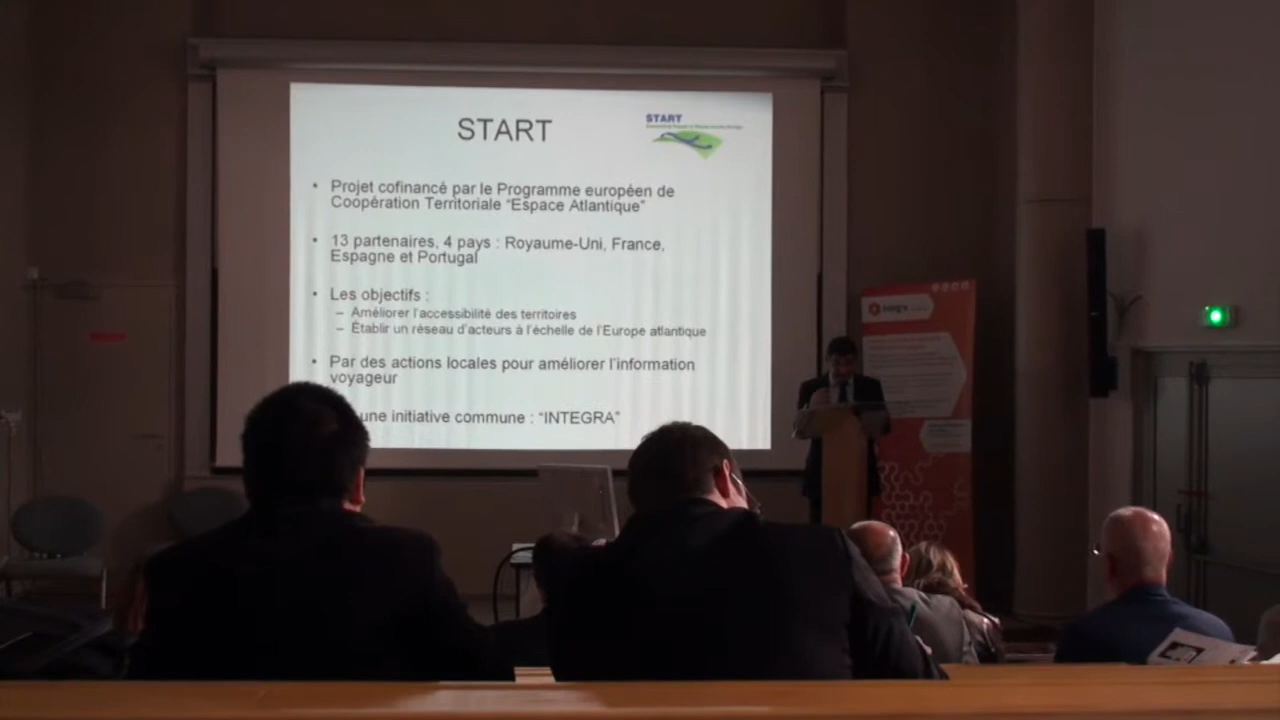 START
START
• Projet cofinancé par le Programme européen de
Coopération Territoriale “Espace Atlantique”
• 13 partenaires, 4 pays : Royaume-Uni, France,
Espagne et Portugal
• Les objectifs :
– Améliorer l’accessibilité des territoires
– Établir un réseau d’acteurs à l’échelle de l’Europe atlantique
• Par des actions locales pour améliorer l’information
voyageur
une initiative commune : “INTEGRA”